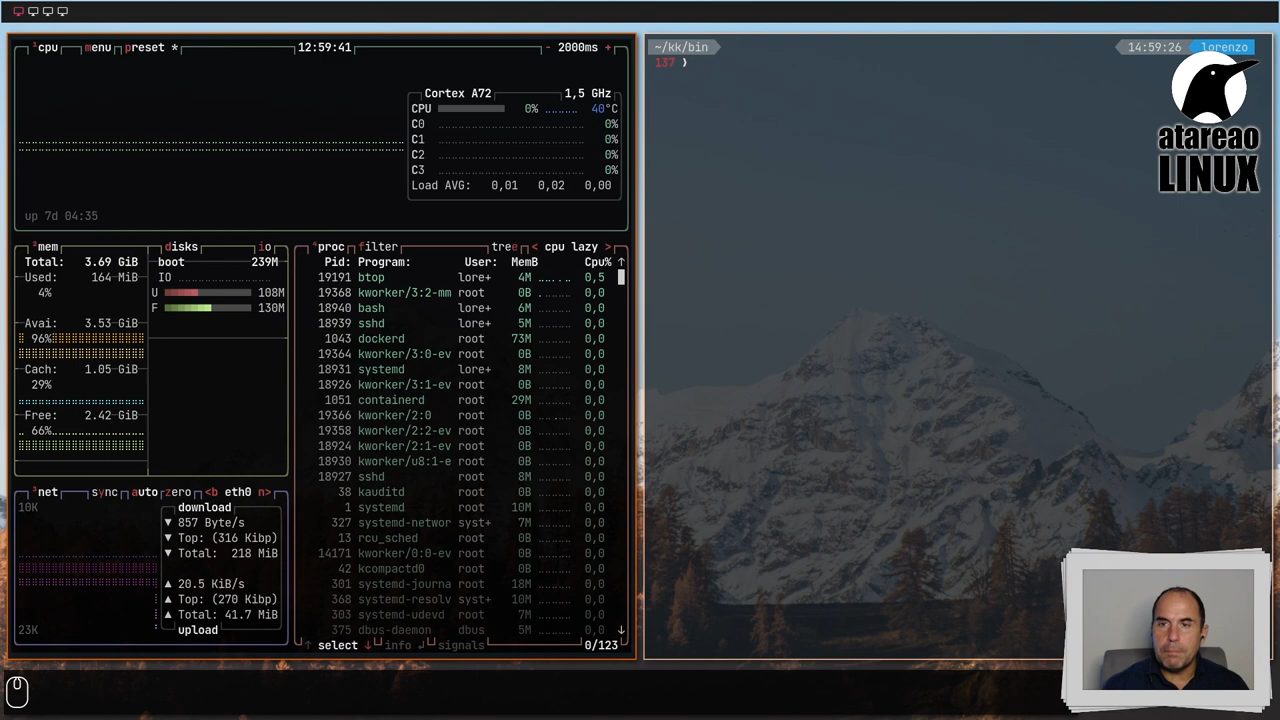 ¹cpu menu preset * 12:59:41 - 2000ms +
Cortex A72 1,5 GHz
CPU 0% 40°C
C0 0%
C1 0%
C2 0%
C3 0%
Load AVG: 0,01 0,02 0,00
up 7d 04:35
²mem
Total: 3.69 GiB
Used: 164 MiB
4%
Avai: 3.53 GiB
96%
Cach: 1.05 GiB
29%
Free: 2.42 GiB
66%
disks io
boot 239M
IO
U 108M
F 130M
³net sync auto zero <b eth0 n>
10K
23K
download
▼ 857 Byte/s
▼ Top: (316 Kibp)
▼ Total: 218 MiB
▲ 20.5 KiB/s
▲ Top: (270 Kibp)
▲ Total: 41.7 MiB
upload
⁴proc filter tree < cpu lazy >
Pid: Program: User: MemB Cpu% ↑
19191 btop lore+ 4M 0,5
19368 kworker/3:2-mm root 0B 0,0
18940 bash lore+ 6M 0,0
18939 sshd lore+ 5M 0,0
1043 dockerd root 73M 0,0
19364 kworker/3:0-ev root 0B 0,0
18931 systemd lore+ 8M 0,0
18926 kworker/3:1-ev root 0B 0,0
1051 containerd root 29M 0,0
19366 kworker/2:0 root 0B 0,0
19358 kworker/2:2-ev root 0B 0,0
18924 kworker/2:1-ev root 0B 0,0
18930 kworker/u8:1-e root 0B 0,0
18927 sshd root 8M 0,0
38 kauditd root 0B 0,0
1 systemd root 10M 0,0
327 systemd-networ syst+ 7M 0,0
13 rcu_sched root 0B 0,0
14171 kworker/0:0-ev root 0B 0,0
42 kcompactd0 root 0B 0,0
301 systemd-journa root 18M 0,0
368 systemd-resolv syst+ 10M 0,0
303 systemd-udevd root 7M 0,0
375 dbus-daemon dbus 5M 0,0 ↓
↑ select ↓ info ↲ signals 0/123
~/kk/bin 14:59:26 lorenzo
137 ❯
atareao
LINUX